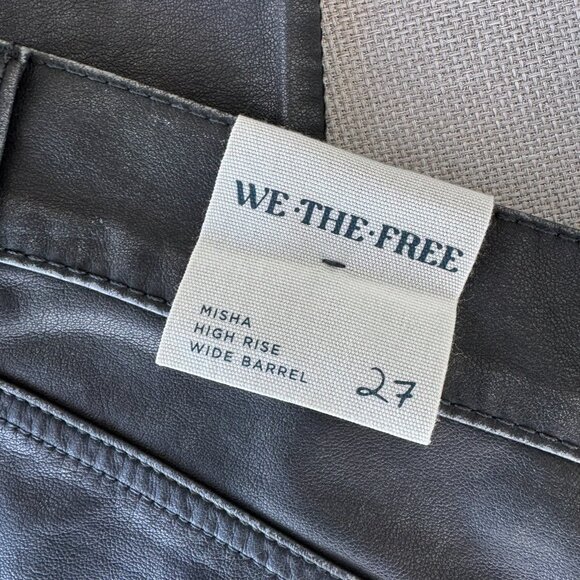 WE·THE·FREE
MISHA
HIGH RISE
WIDE BARREL
27